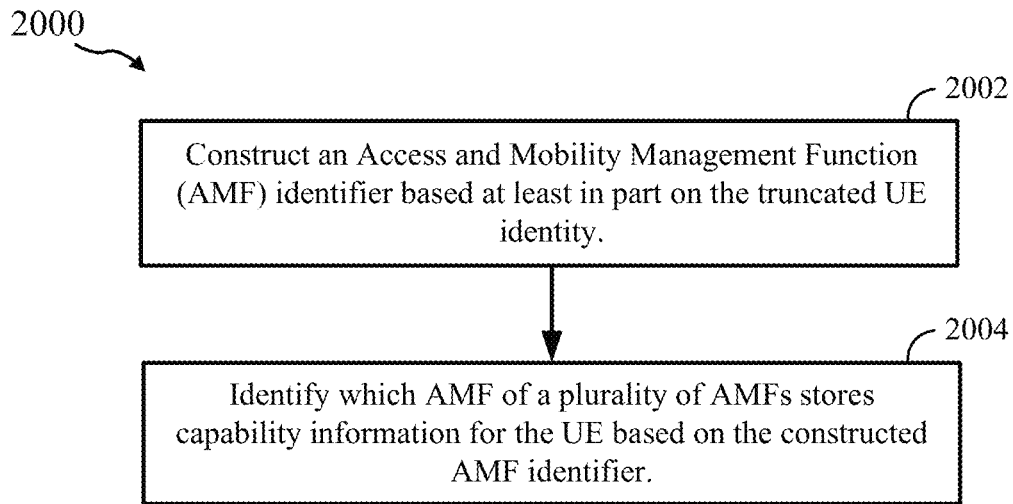 2000
2002
Construct an Access and Mobility Management Function
(AMF) identifier based at least in part on the truncated UE
identity.
2004
Identify which AMF of a plurality of AMFs stores
capability information for the UE based on the constructed
AMF identifier.